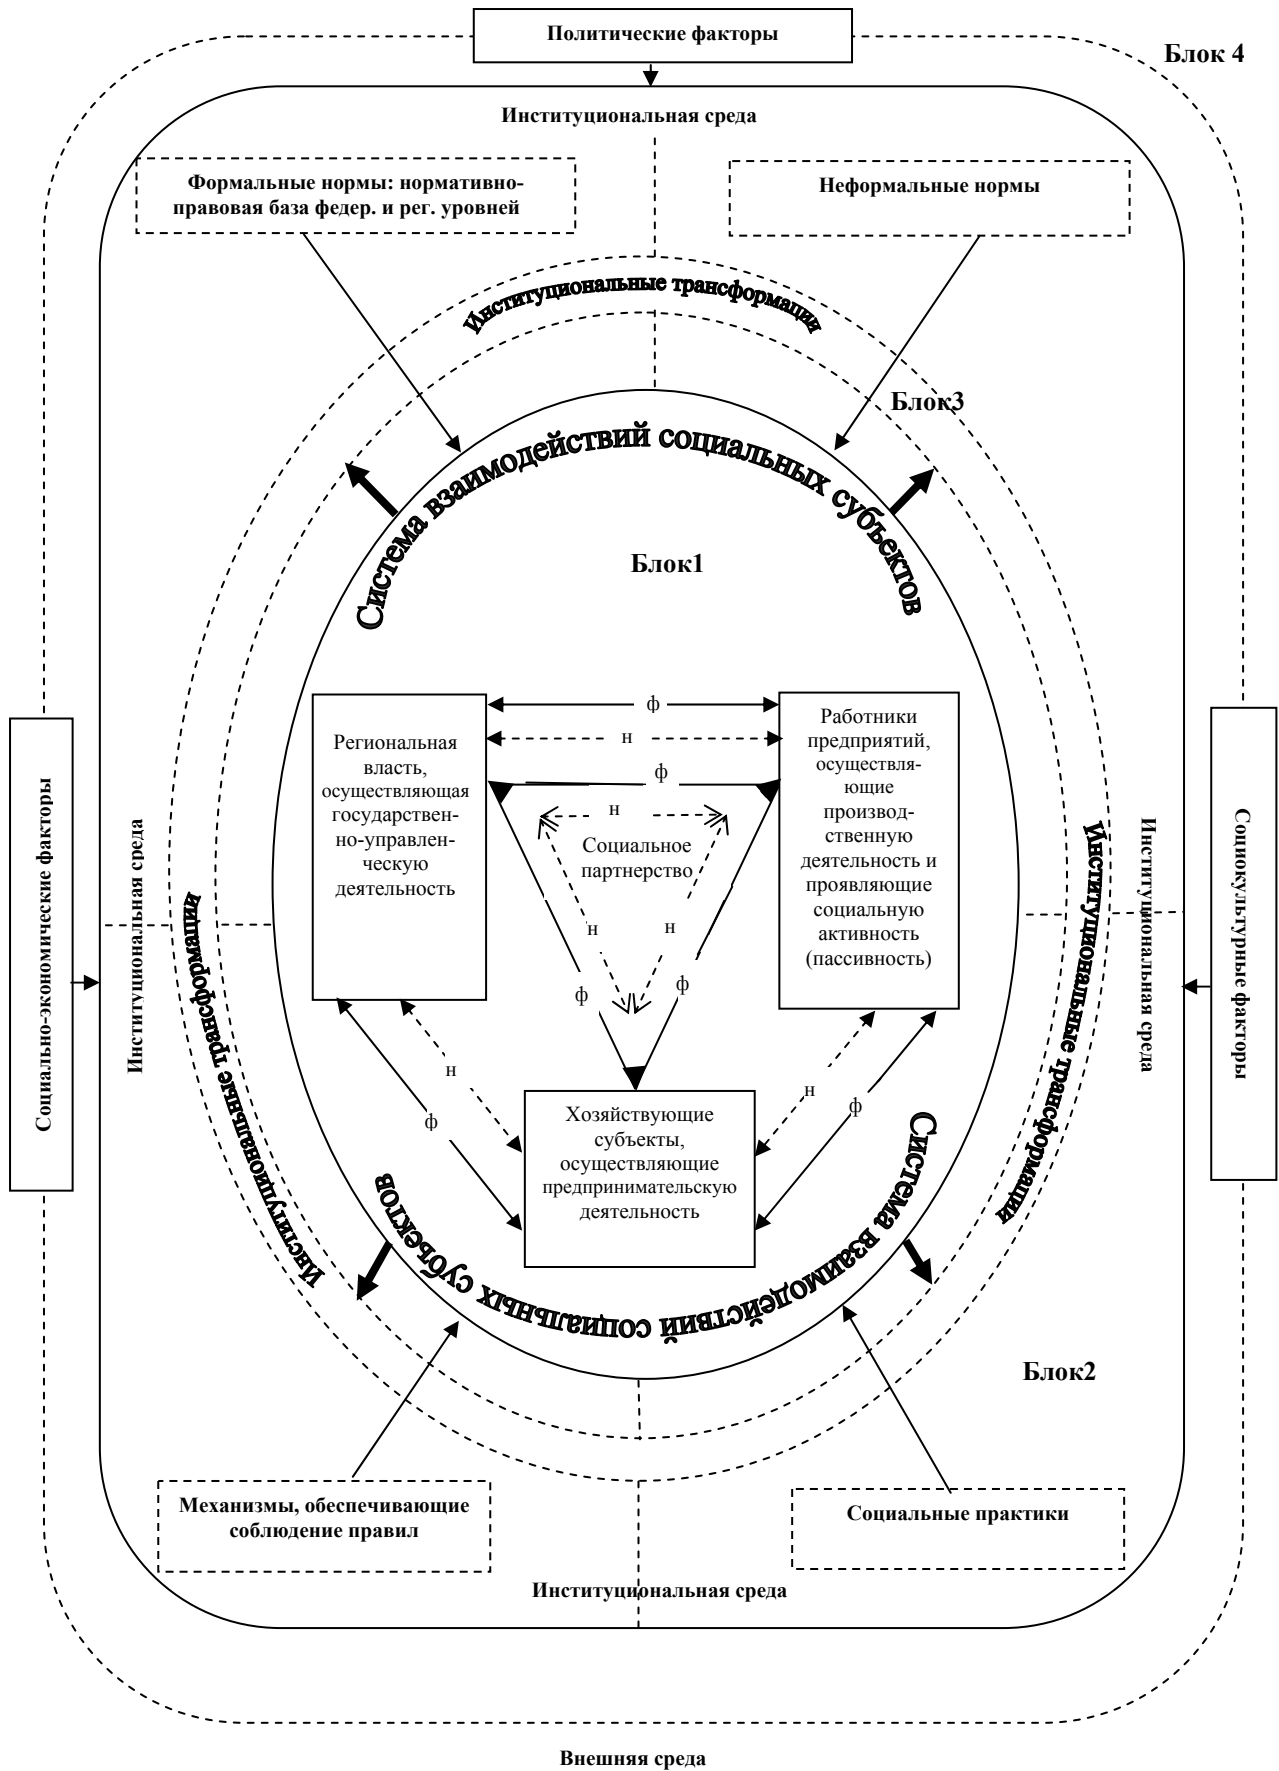 Политические факторы
Блок 4
Институциональная среда
Формальные нормы: нормативно-
правовая база федер. и рег. уровней
Неформальные нормы
Институциональные трансформации
Блок3
Система взаимодействий социальных субъектов
Блок1
Региональная
власть,
осуществляющая
государствен-
но-управлен-
ческую
деятельность
ф
н
ф
н
Социальное
партнерство
н
н
ф
ф
Работники
предприятий,
осуществля-
ющие
производ-
ственную
деятельность и
проявляющие
социальную
активность
(пассивность)
н
ф
н
ф
Хозяйствующие
субъекты,
осуществляющие
предпринимательскую
деятельность
Социально-экономические факторы
Институциональная среда
Институциональные трансформации
Институциональные трансформации
Институциональная среда
Социокультурные факторы
Система взаимодействий социальных субъектов
Блок2
Механизмы, обеспечивающие
соблюдение правил
Социальные практики
Институциональная среда
Внешняя среда